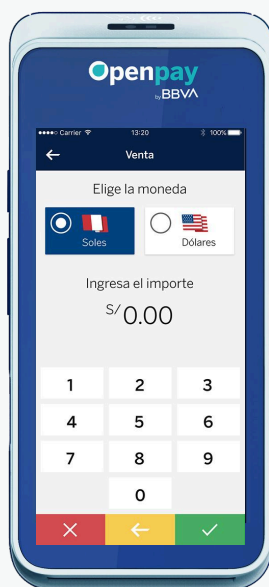 Openpay
by BBVA
Carrier 13:20 100%
Venta
Elige la moneda
Soles Dólares
Ingresa el importe
S/ 0.00
1 2 3
4 5 6
7 8 9
0